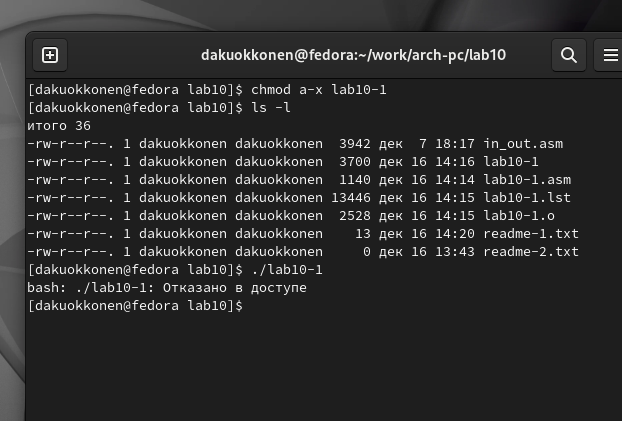 dakuokkonen@fedora:~/work/arch-pc/lab10
[dakuokkonen@fedora lab10]$ chmod a-x lab10-1
[dakuokkonen@fedora lab10]$ ls -l
итого 36
-rw-r--r--. 1 dakuokkonen dakuokkonen  3942 дек  7 18:17 in_out.asm
-rw-r--r--. 1 dakuokkonen dakuokkonen  3700 дек 16 14:16 lab10-1
-rw-r--r--. 1 dakuokkonen dakuokkonen  1140 дек 16 14:14 lab10-1.asm
-rw-r--r--. 1 dakuokkonen dakuokkonen 13446 дек 16 14:15 lab10-1.lst
-rw-r--r--. 1 dakuokkonen dakuokkonen  2528 дек 16 14:15 lab10-1.o
-rw-r--r--. 1 dakuokkonen dakuokkonen    13 дек 16 14:20 readme-1.txt
-rw-r--r--. 1 dakuokkonen dakuokkonen     0 дек 16 13:43 readme-2.txt
[dakuokkonen@fedora lab10]$ ./lab10-1
bash: ./lab10-1: Отказано в доступе
[dakuokkonen@fedora lab10]$